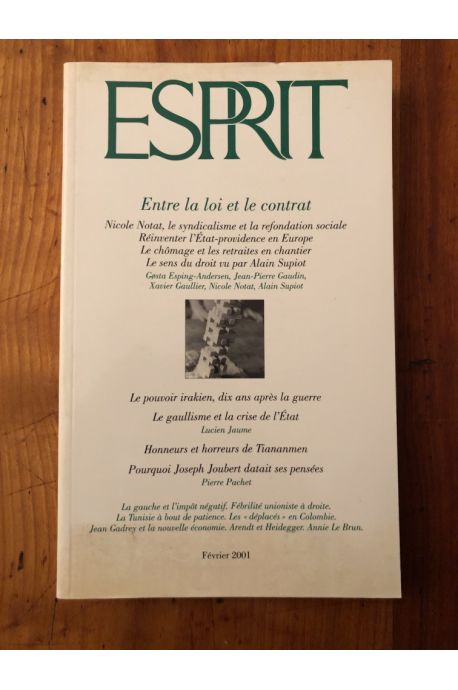 ESPRIT
Entre la loi et le contrat
Nicole Notat, le syndicalisme et la refondation sociale
Réinventer l'État-providence en Europe
Le chômage et les retraites en chantier
Le sens du droit vu par Alain Supiot
Gøsta Esping-Andersen, Jean-Pierre Gaudin,
Xavier Gaullier, Nicole Notat, Alain Supiot
Le pouvoir irakien, dix ans après la guerre
Le gaullisme et la crise de l'État
Lucien Jaume
Honneurs et horreurs de Tiananmen
Pourquoi Joseph Joubert datait ses pensées
Pierre Pachet
La gauche et l'impôt négatif. Fébrilité unioniste à droite.
La Tunisie à bout de patience. Les « déplacés » en Colombie.
Jean Gadrey et la nouvelle économie. Arendt et Heidegger. Annie Le Brun.
Février 2001